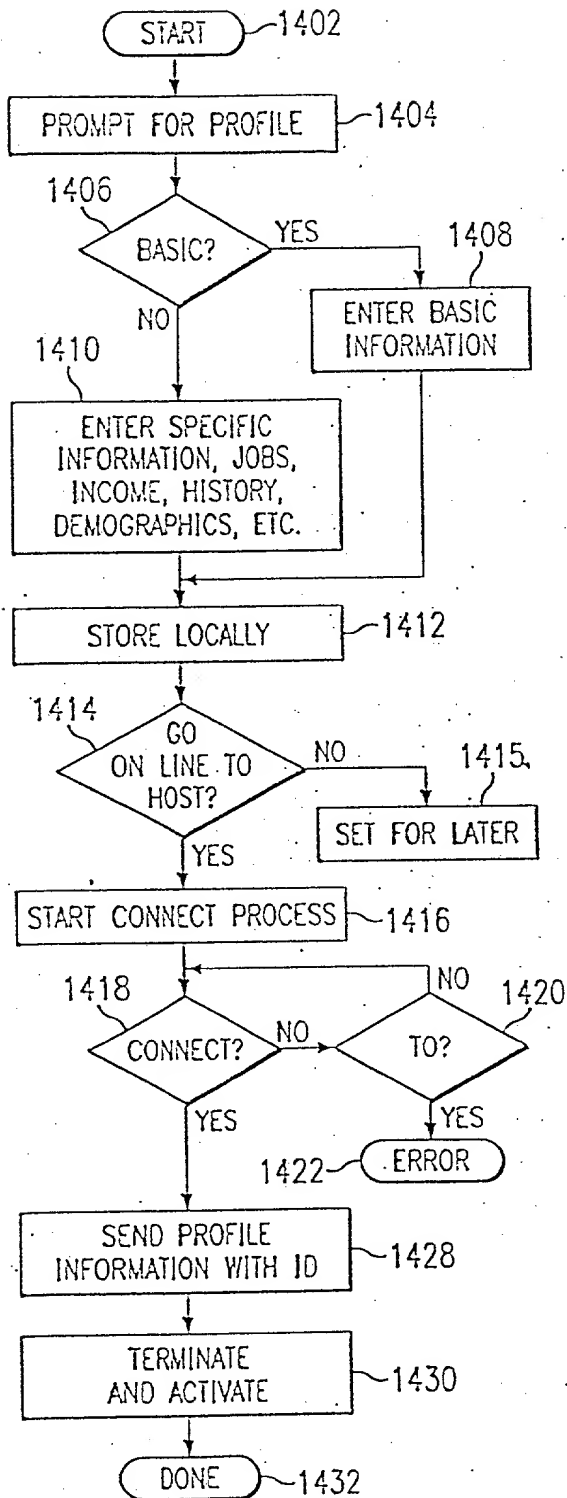 START
1402
PROMPT FOR PROFILE
1404
1406
BASIC?
YES
1408
NO
ENTER BASIC
INFORMATION
1410
ENTER SPECIFIC
INFORMATION, JOBS,
INCOME, HISTORY,
DEMOGRAPHICS, ETC.
STORE LOCALLY
1412
1414
GO
ON LINE TO
HOST?
NO
1415
SET FOR LATER
YES
START CONNECT PROCESS
1416
1418
NO
1420
CONNECT?
NO
TO?
YES
YES
1422
ERROR
SEND PROFILE
INFORMATION WITH ID
1428
TERMINATE
AND ACTIVATE
1430
DONE
1432